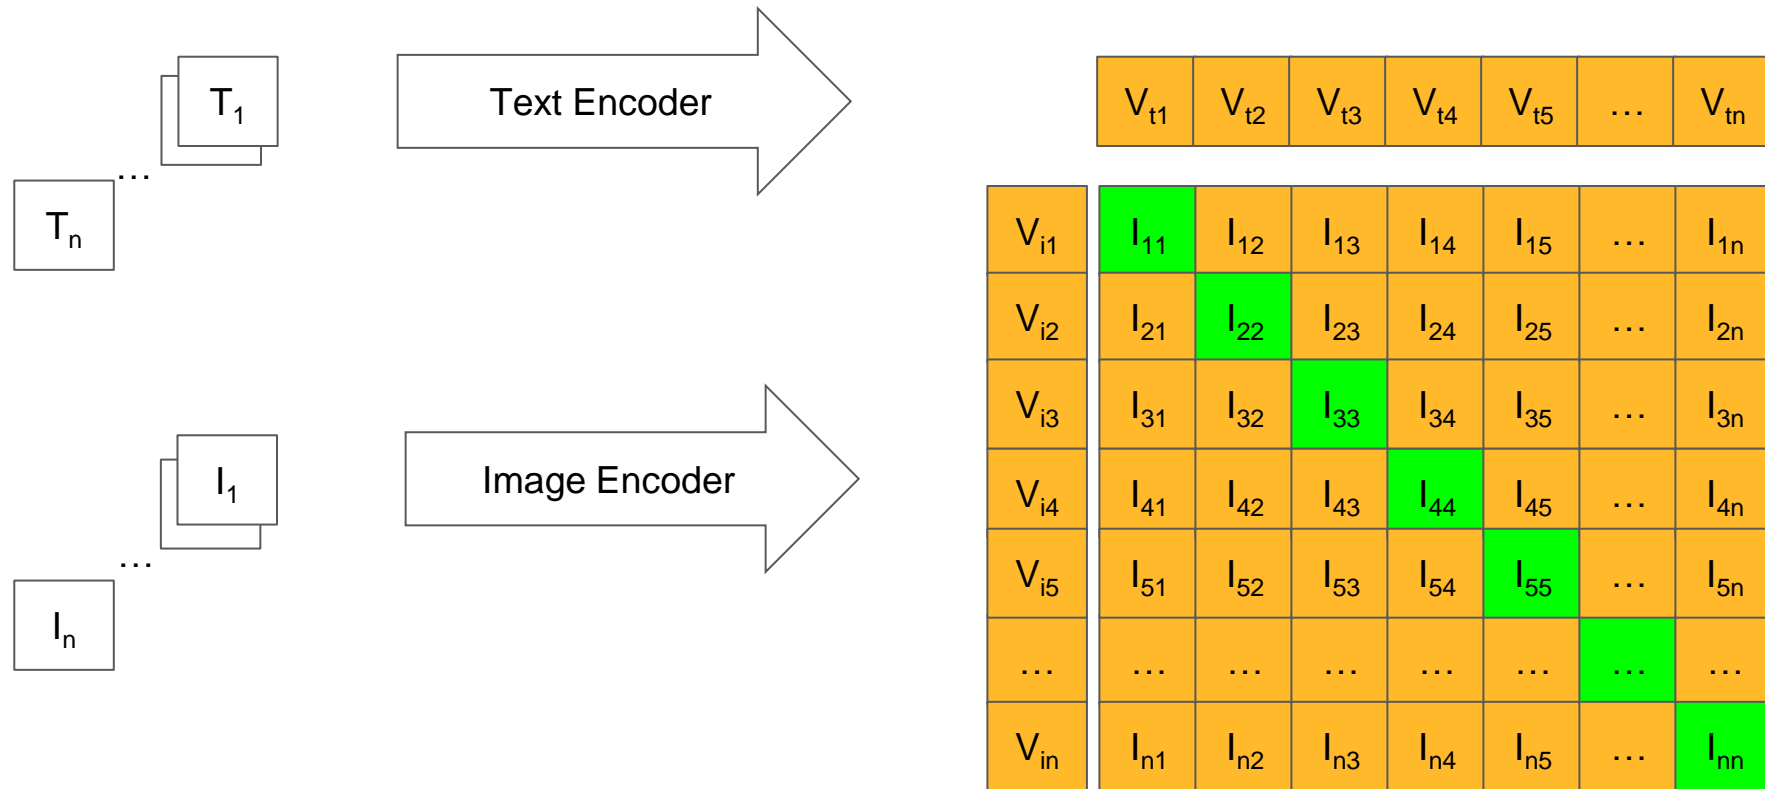 T1
…
Tn
Text Encoder
I1
…
In
Image Encoder
Vt1 Vt2 Vt3 Vt4 Vt5 … Vtn
Vi1 I11 I12 I13 I14 I15 … I1n
Vi2 I21 I22 I23 I24 I25 … I2n
Vi3 I31 I32 I33 I34 I35 … I3n
Vi4 I41 I42 I43 I44 I45 … I4n
Vi5 I51 I52 I53 I54 I55 … I5n
… … … … … … … …
Vin In1 In2 In3 In4 In5 … Inn